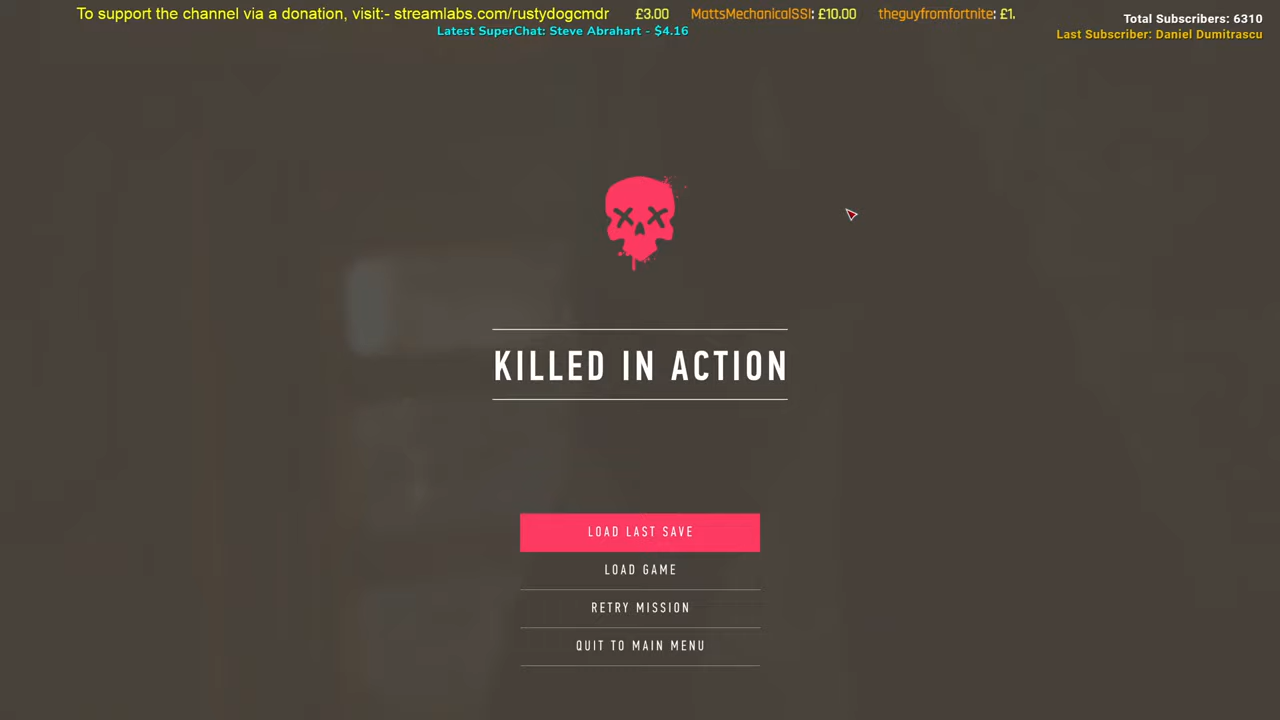 To support the channel via a donation, visit:- streamlabs.com/rustydogcmdr £3.00 MattsMechanicalSSI: £10.00 theguyfromfortnite: £1.
Latest SuperChat: Steve Abrahart - $4.16
Total Subscribers: 6310
Last Subscriber: Daniel Dumitrascu
KILLED IN ACTION
LOAD LAST SAVE
LOAD GAME
RETRY MISSION
QUIT TO MAIN MENU